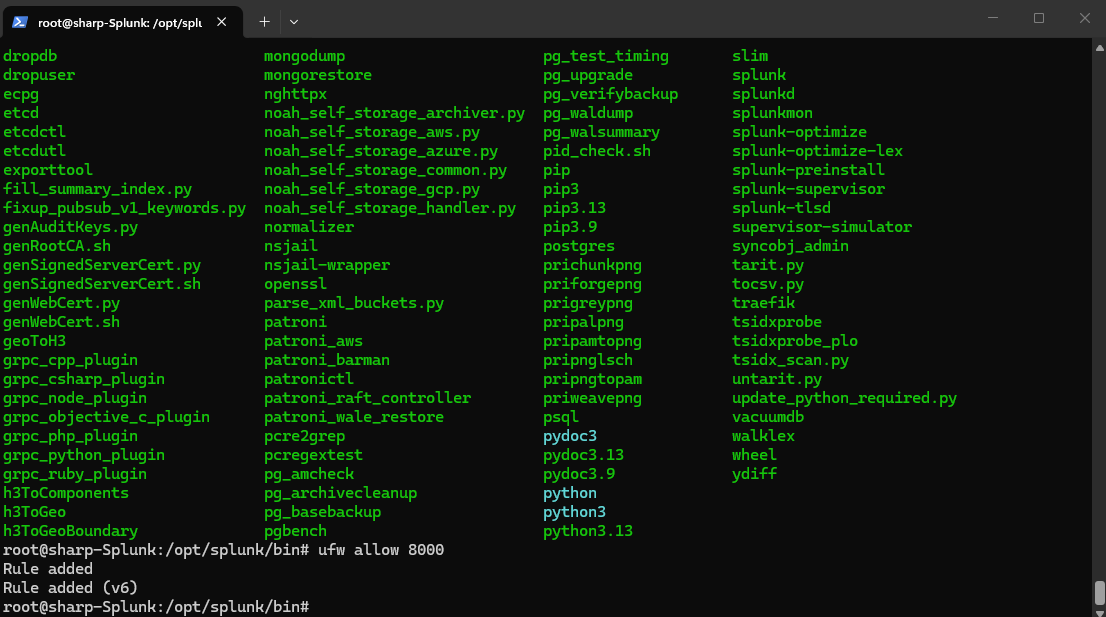 root@sharp-Splunk: /opt/splu
dropdb mongodump pg_test_timing slim
dropuser mongorestore pg_upgrade splunk
ecpg nghttpx pg_verifybackup splunkd
etcd noah_self_storage_archiver.py pg_waldump splunkmon
etcdctl noah_self_storage_aws.py pg_walsummary splunk-optimize
etcdutl noah_self_storage_azure.py pid_check.sh splunk-optimize-lex
exporttool noah_self_storage_common.py pip splunk-preinstall
fill_summary_index.py noah_self_storage_gcp.py pip3 splunk-supervisor
fixup_pubsub_v1_keywords.py noah_self_storage_handler.py pip3.13 splunk-tlsd
genAuditKeys.py normalizer pip3.9 supervisor-simulator
genRootCA.sh nsjail postgres syncobj_admin
genSignedServerCert.py nsjail-wrapper prichunkpng tarit.py
genSignedServerCert.sh openssl priforgepng tocsv.py
genWebCert.py parse_xml_buckets.py prigreypng traefik
genWebCert.sh patroni pripalpng tsidxprobe
geoToH3 patroni_aws pripamtopng tsidxprobe_plo
grpc_cpp_plugin patroni_barman pripnglsch tsidx_scan.py
grpc_csharp_plugin patronictl pripngtopam untarit.py
grpc_node_plugin patroni_raft_controller priweavepng update_python_required.py
grpc_objective_c_plugin patroni_wale_restore psql vacuumdb
grpc_php_plugin pcre2grep pydoc3 walklex
grpc_python_plugin pcregextest pydoc3.13 wheel
grpc_ruby_plugin pg_amcheck pydoc3.9 ydiff
h3ToComponents pg_archivecleanup python
h3ToGeo pg_basebackup python3
h3ToGeoBoundary pgbench python3.13
root@sharp-Splunk:/opt/splunk/bin# ufw allow 8000
Rule added
Rule added (v6)
root@sharp-Splunk:/opt/splunk/bin#